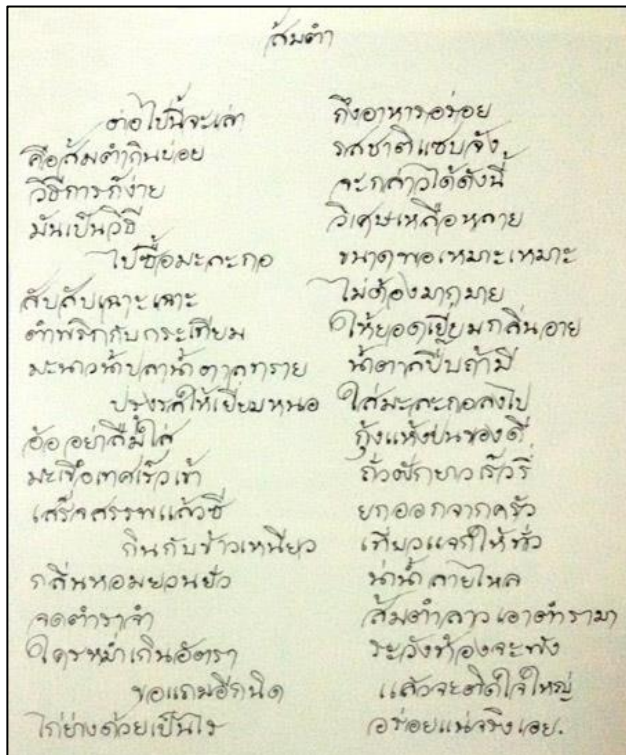 ส้มตำ
ต่อไปนี้จะเล่า ถึงอาหารอร่อย
คือส้มตำกินบ่อย รสชาติแซบจัง
วิธีการก็ง่าย จะกล่าวได้ดังนี้
มันเป็นวิธี วิเศษเหลือหลาย
ไปซื้อมะละกอ ขนาดพอเหมาะเหมาะ
สับสับเฉาะเฉาะ ไม่ต้องมากมาย
ตำพริกกับกระเทียม ให้ยอดเยี่ยมกลิ่นอาย
มะนาวน้ำปลาน้ำตาลทราย น้ำตาลปีบถ้ามี
ปรุงรสให้เยี่ยมหนอ ใส่มะละกอลงไป
อ้ออย่าลืมใส่ กุ้งแห้งป่นของดี
มะเขือเทศเร็วเข้า ถั่วฝักยาวเร็วรี่
เสร็จสรรพแล้วซี ยกออกจากครัว
กินกับข้าวเหนียว เที่ยวแจกให้ทั่ว
กลิ่นหอมยวนยั่ว น่าน้ำลายไหล
จดตำราจำ ส้มตำลาวเอาตำรามา
ใครหม่ำเกินอัตรา ระวังท้องจะพัง
ขอแถมอีกนิด แล้วจะติดใจใหญ่
ไก่ย่างด้วยเป็นไร อร่อยแน่จริงเอย.